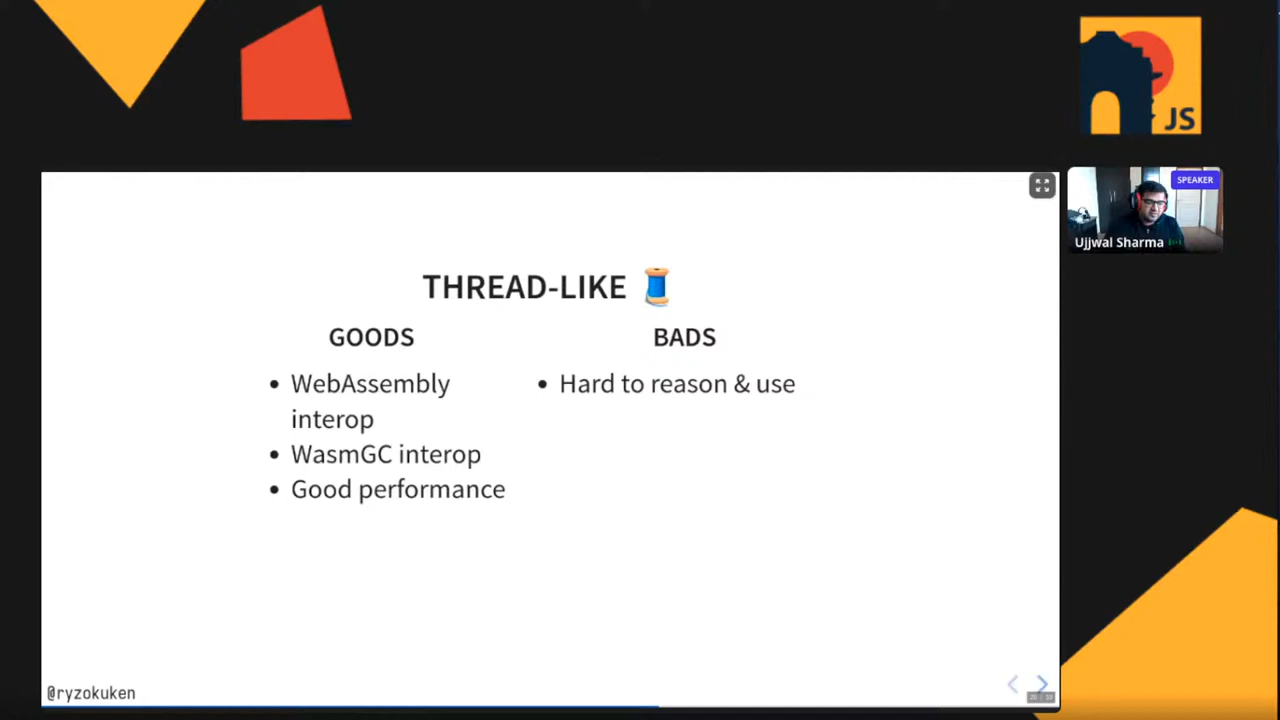 JS
SPEAKER
Ujjwal Sharma
THREAD-LIKE
GOODS
WebAssembly
interop
WasmGC interop
Good performance
BADS
Hard to reason & use
@ryzokuken